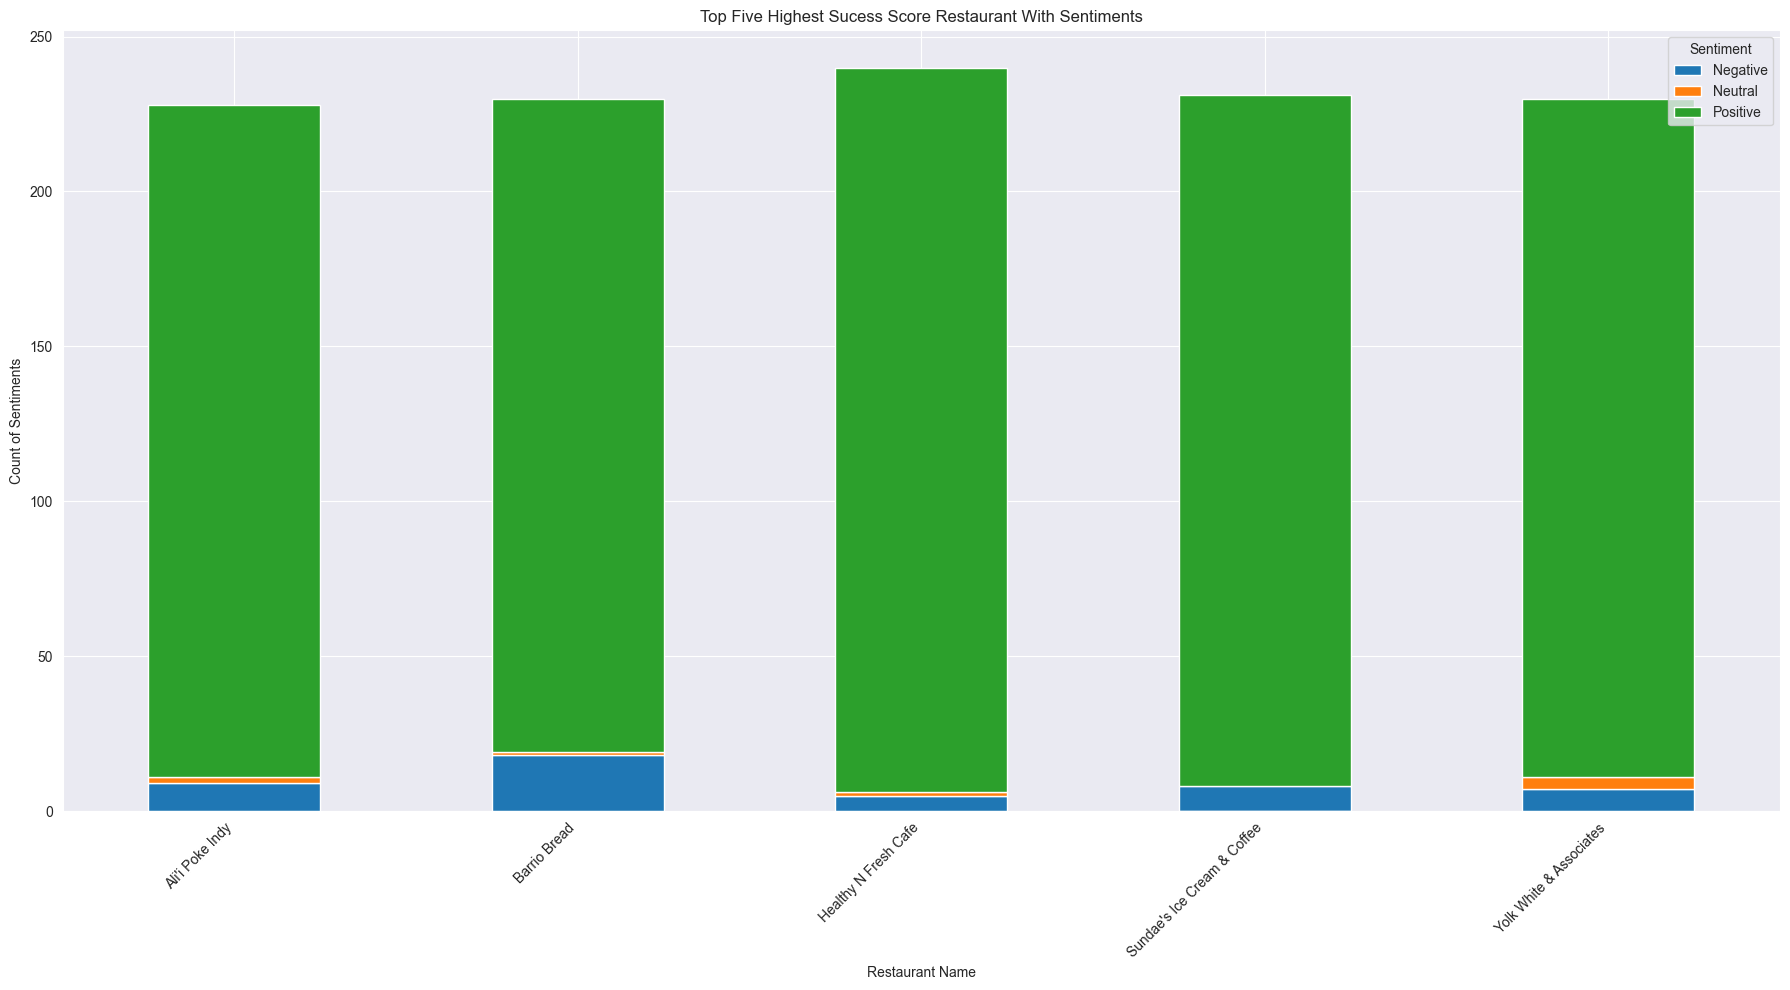 Top Five Highest Sucess Score Restaurant With Sentiments
Sentiment
Negative
Neutral
Positive
Count of Sentiments
250
200
150
100
50
0
Ali'i Poke Indy
Barrio Bread
Healthy N Fresh Cafe
Sundae's Ice Cream & Coffee
Yolk White & Associates
Restaurant Name